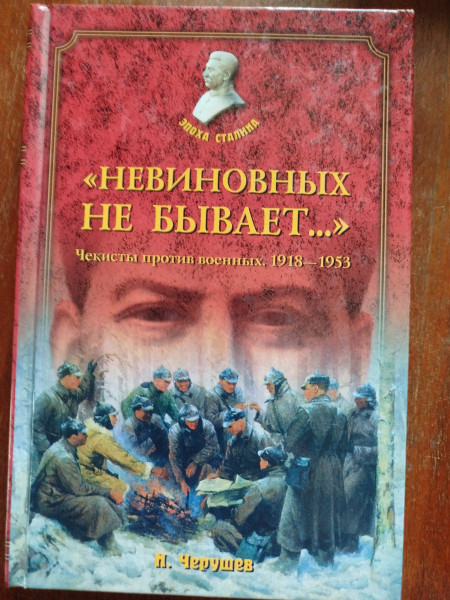 ЭПОХА СТАЛИНА
«НЕВИНОВНЫХ
НЕ БЫВАЕТ...»
Чекисты против военных. 1918—1953
Н. Черушев